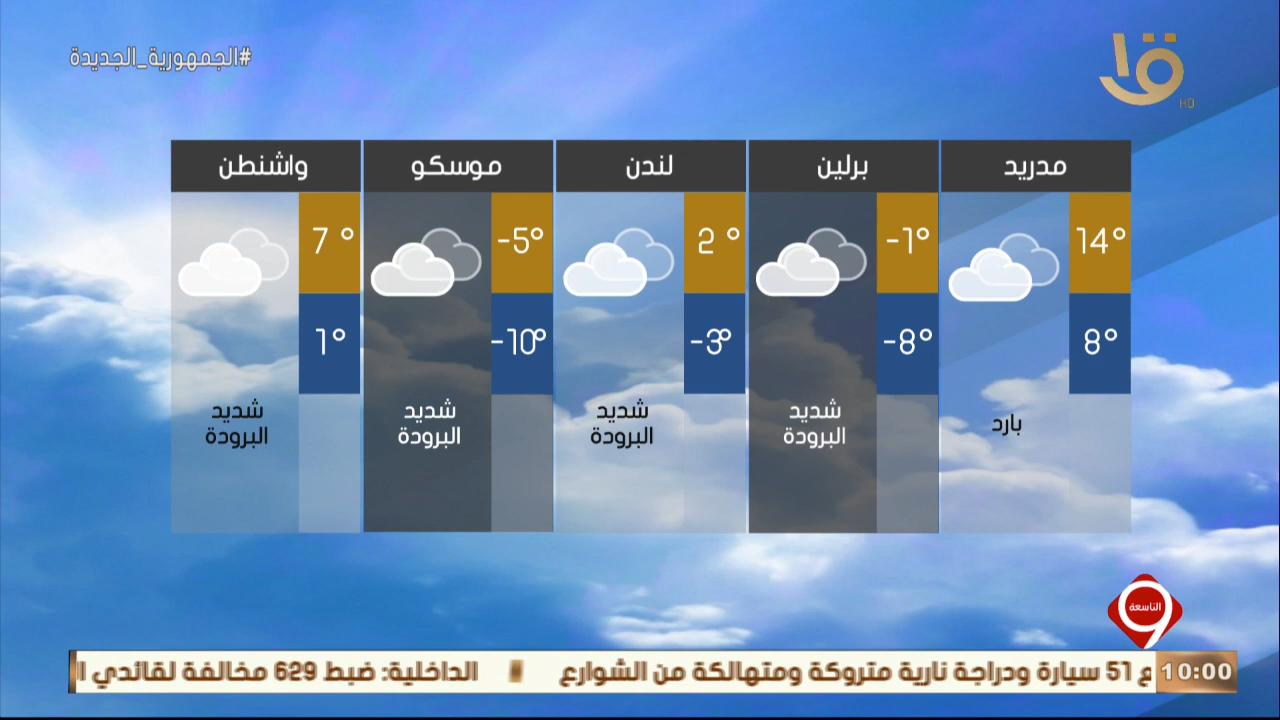 #الجمهورية_الجديدة
HD
مدريد
14°
8°
بارد
برلين
-1°
-8°
شديد
البرودة
لندن
2°
-3°
شديد
البرودة
موسكو
-5°
-10°
شديد
البرودة
واشنطن
7°
1°
شديد
البرودة
التاسعة
9
10:00
ع 51 سيارة ودراجة نارية متروكة ومتهالكة من الشوارع
الداخلية: ضبط 629 مخالفة لقائدي ا